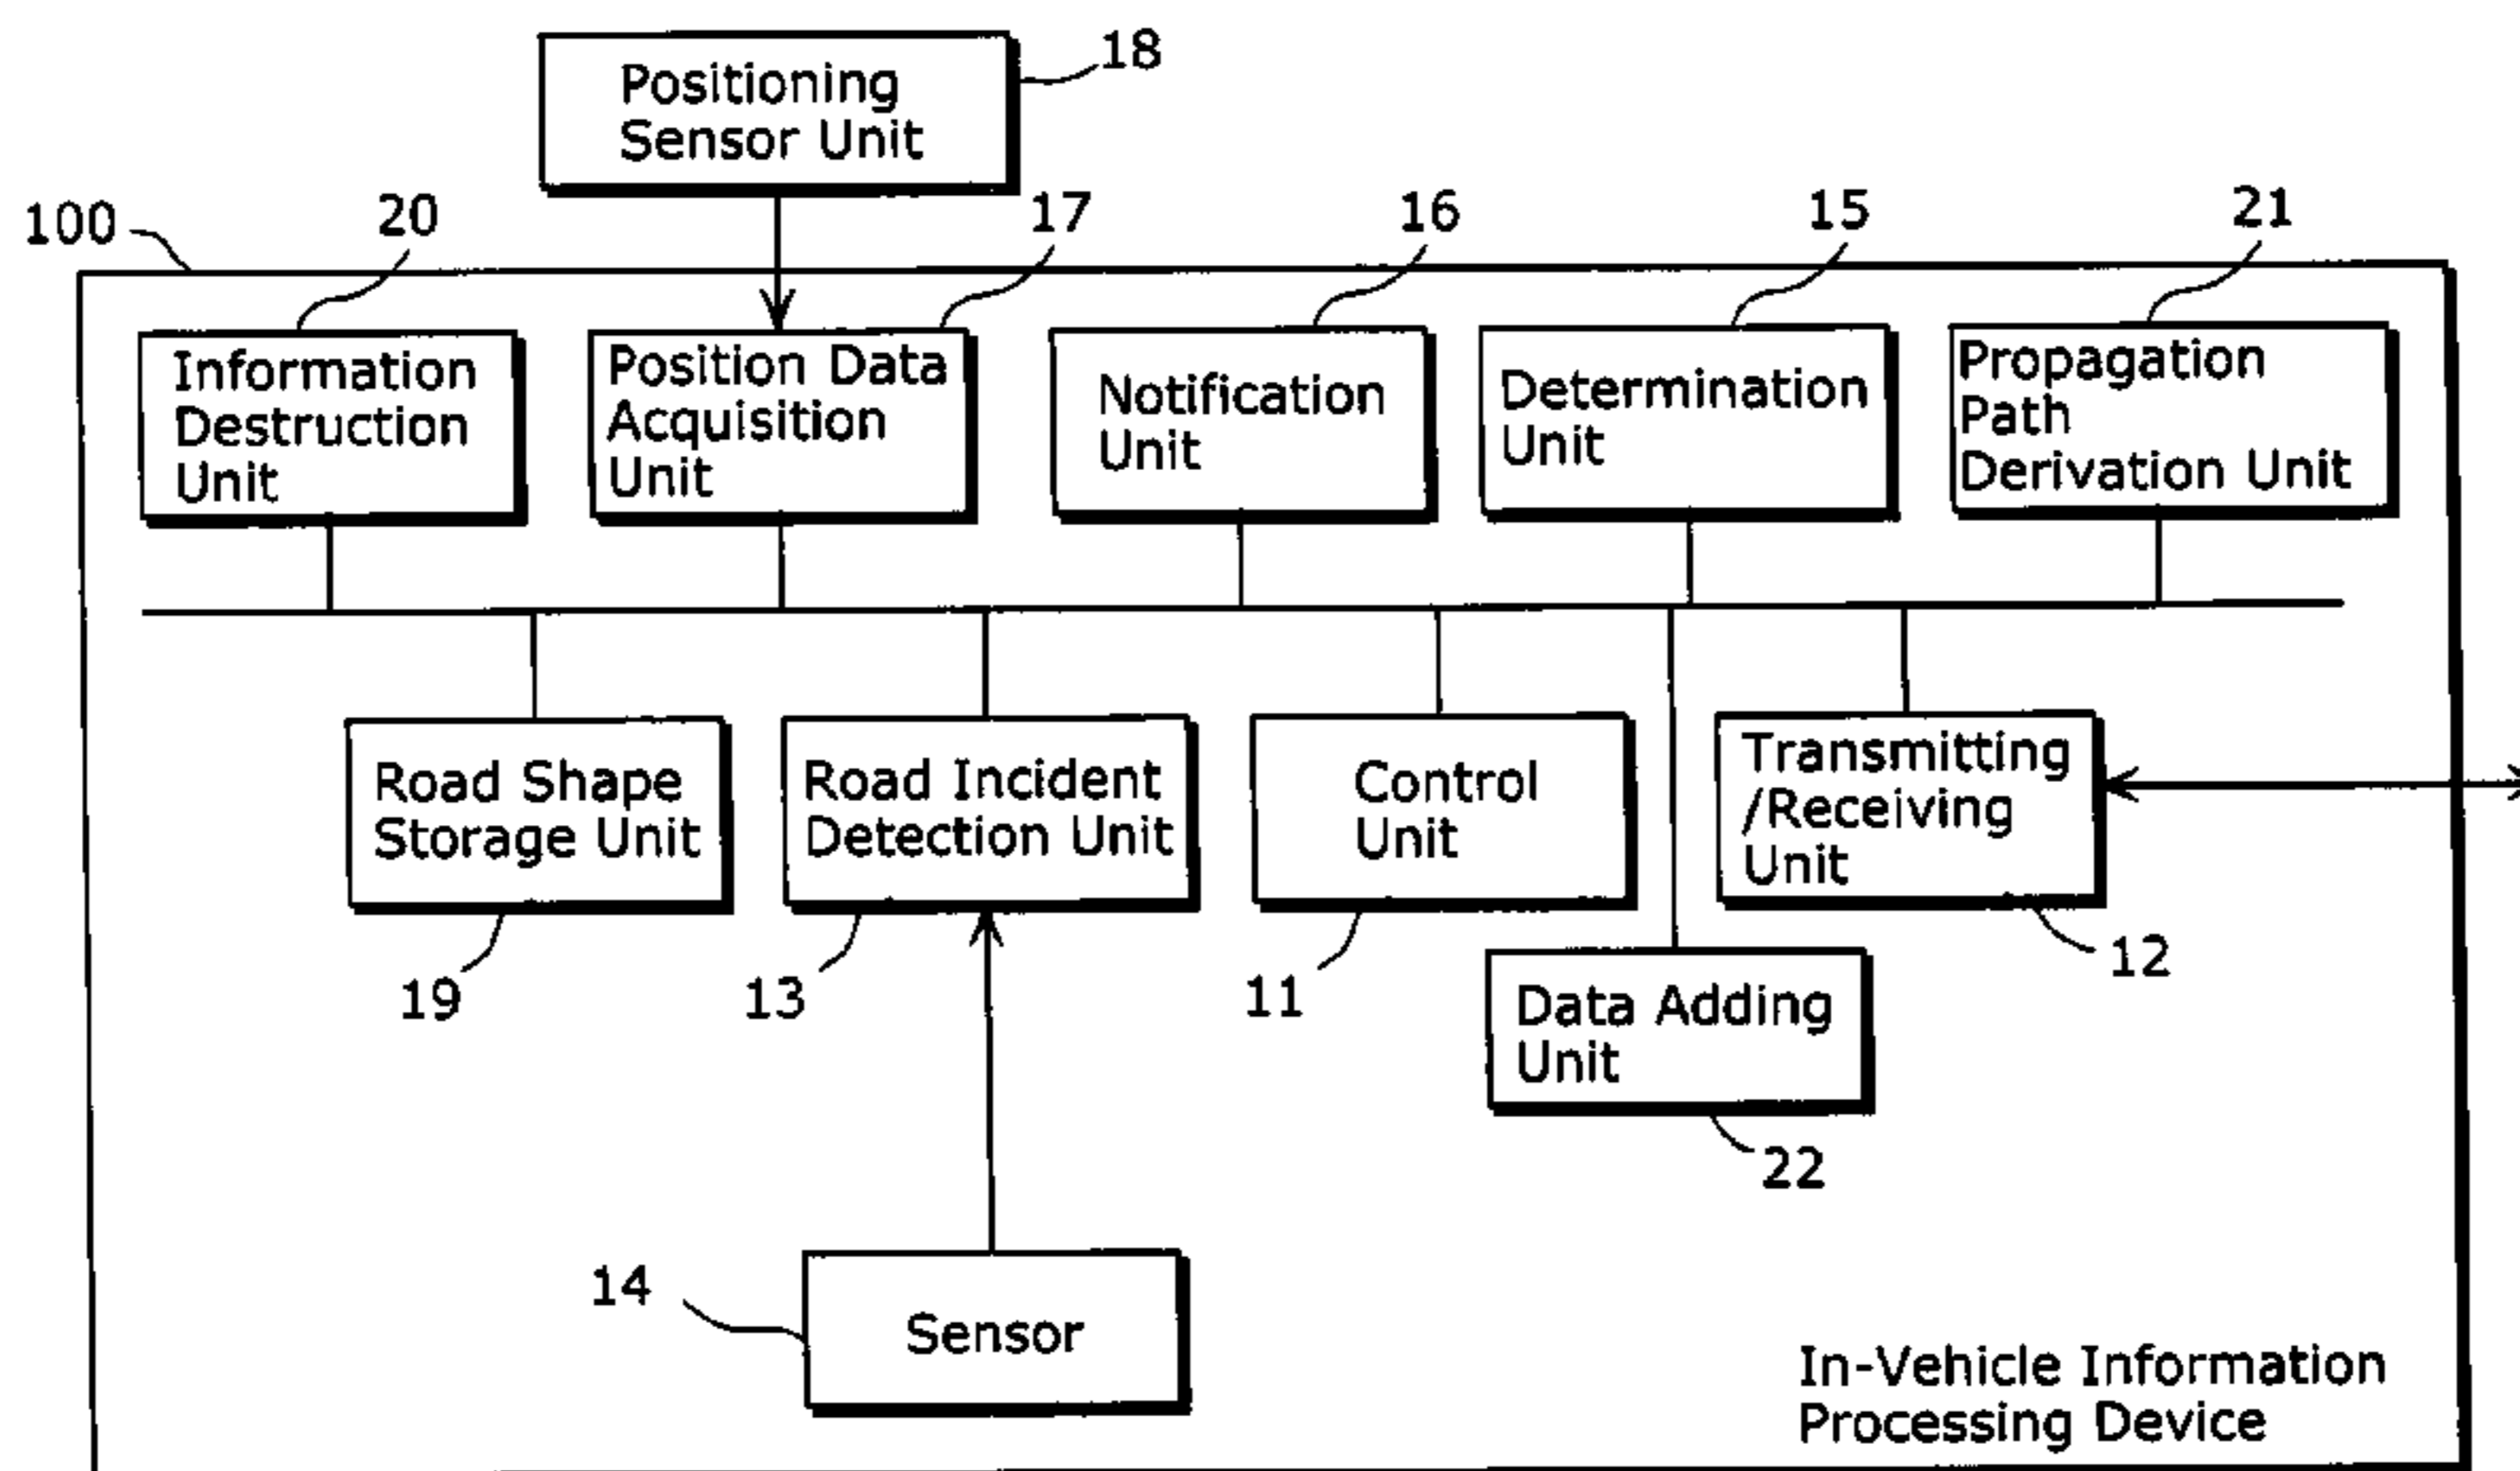 18
Positioning
Sensor Unit
100
20
17
16
15
21
Information
Destruction
Unit
Position Data
Acquisition
Unit
Notification
Unit
Determination
Unit
Propagation
Path
Derivation Unit
Road Shape
Storage Unit
Road Incident
Detection Unit
Control
Unit
Transmitting
/Receiving
Unit
19
13
11
12
Data Adding
Unit
22
14
Sensor
In-Vehicle Information
Processing Device